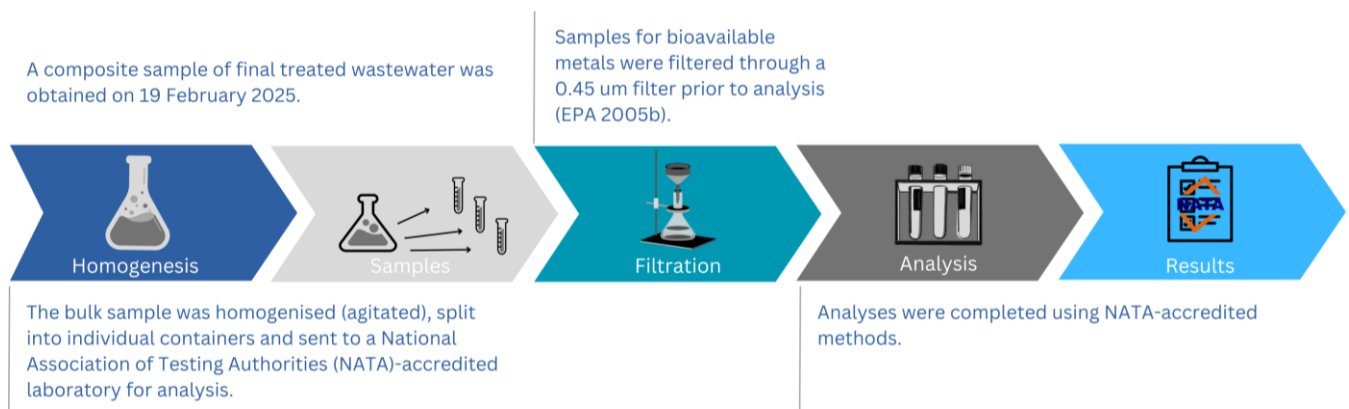 A composite sample of final treated wastewater was
obtained on 19 February 2025.
Samples for bioavailable
metals were filtered through a
0.45 um filter prior to analysis
(EPA 2005b).
Homogenesis
Samples
Filtration
Analysis
NATA
Results
The bulk sample was homogenised (agitated), split
into individual containers and sent to a National
Association of Testing Authorities (NATA)-accredited
laboratory for analysis.
Analyses were completed using NATA-accredited
methods.